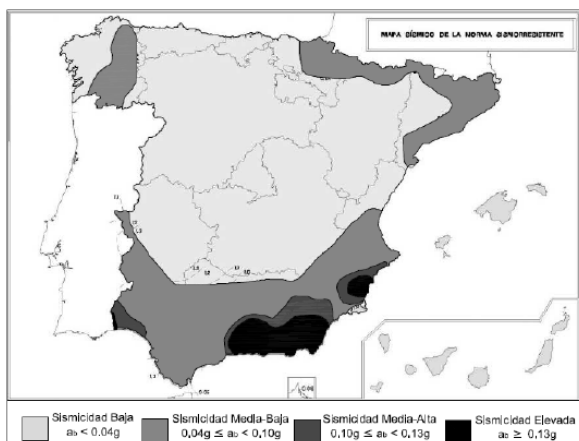 MAPA SÍSMICO DE LA NORMA SISMORRESISTENTE
Sismicidad Baja
ab < 0.04g
Sismicidad Media-Baja
0,04g ≤ ab < 0,10g
Sismicidad Media-Alta
0,10g ≤ ab < 0,13g
Sismicidad Elevada
ab ≥ 0,13g